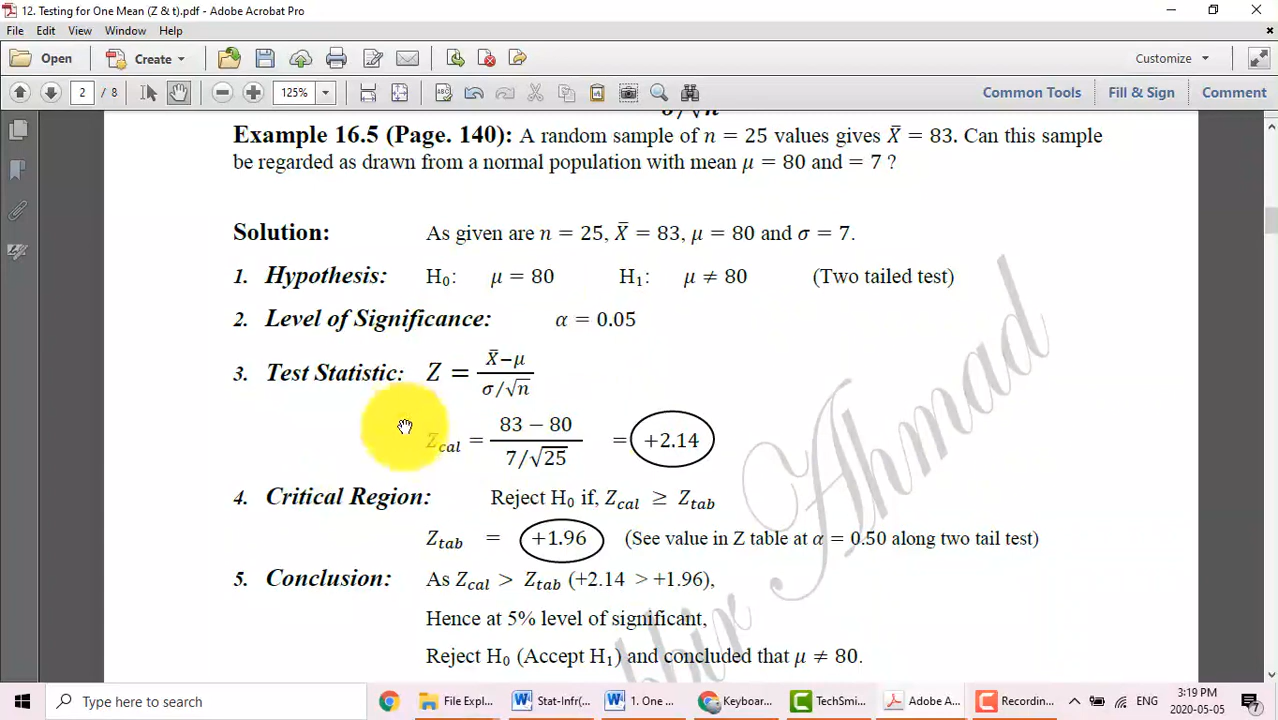 12. Testing for One Mean (Z & t).pdf - Adobe Acrobat Pro
File Edit View Window Help
Open Create Customize
2 / 8 125% Common Tools Fill & Sign Comment
σ/√n
Example 16.5 (Page. 140): A random sample of n = 25 values gives X̄ = 83. Can this sample
be regarded as drawn from a normal population with mean μ = 80 and = 7 ?
Solution: As given are n = 25, X̄ = 83, μ = 80 and σ = 7.
1. Hypothesis: H₀: μ = 80 H₁: μ ≠ 80 (Two tailed test)
2. Level of Significance: α = 0.05
3. Test Statistic: Z = (X̄−μ)/(σ/√n)
Z_cal = (83 − 80)/(7/√25) = +2.14
4. Critical Region: Reject H₀ if, Z_cal ≥ Z_tab
Z_tab = +1.96 (See value in Z table at α = 0.50 along two tail test)
5. Conclusion: As Z_cal > Z_tab (+2.14 > +1.96),
Hence at 5% level of significant,
Reject H₀ (Accept H₁) and concluded that μ ≠ 80.
Ahmad
Type here to search
File Expl... Stat-Infr(... 1. One ... Keyboar... TechSmi... Adobe A... Recordin... ENG
3:19 PM
2020-05-05
7